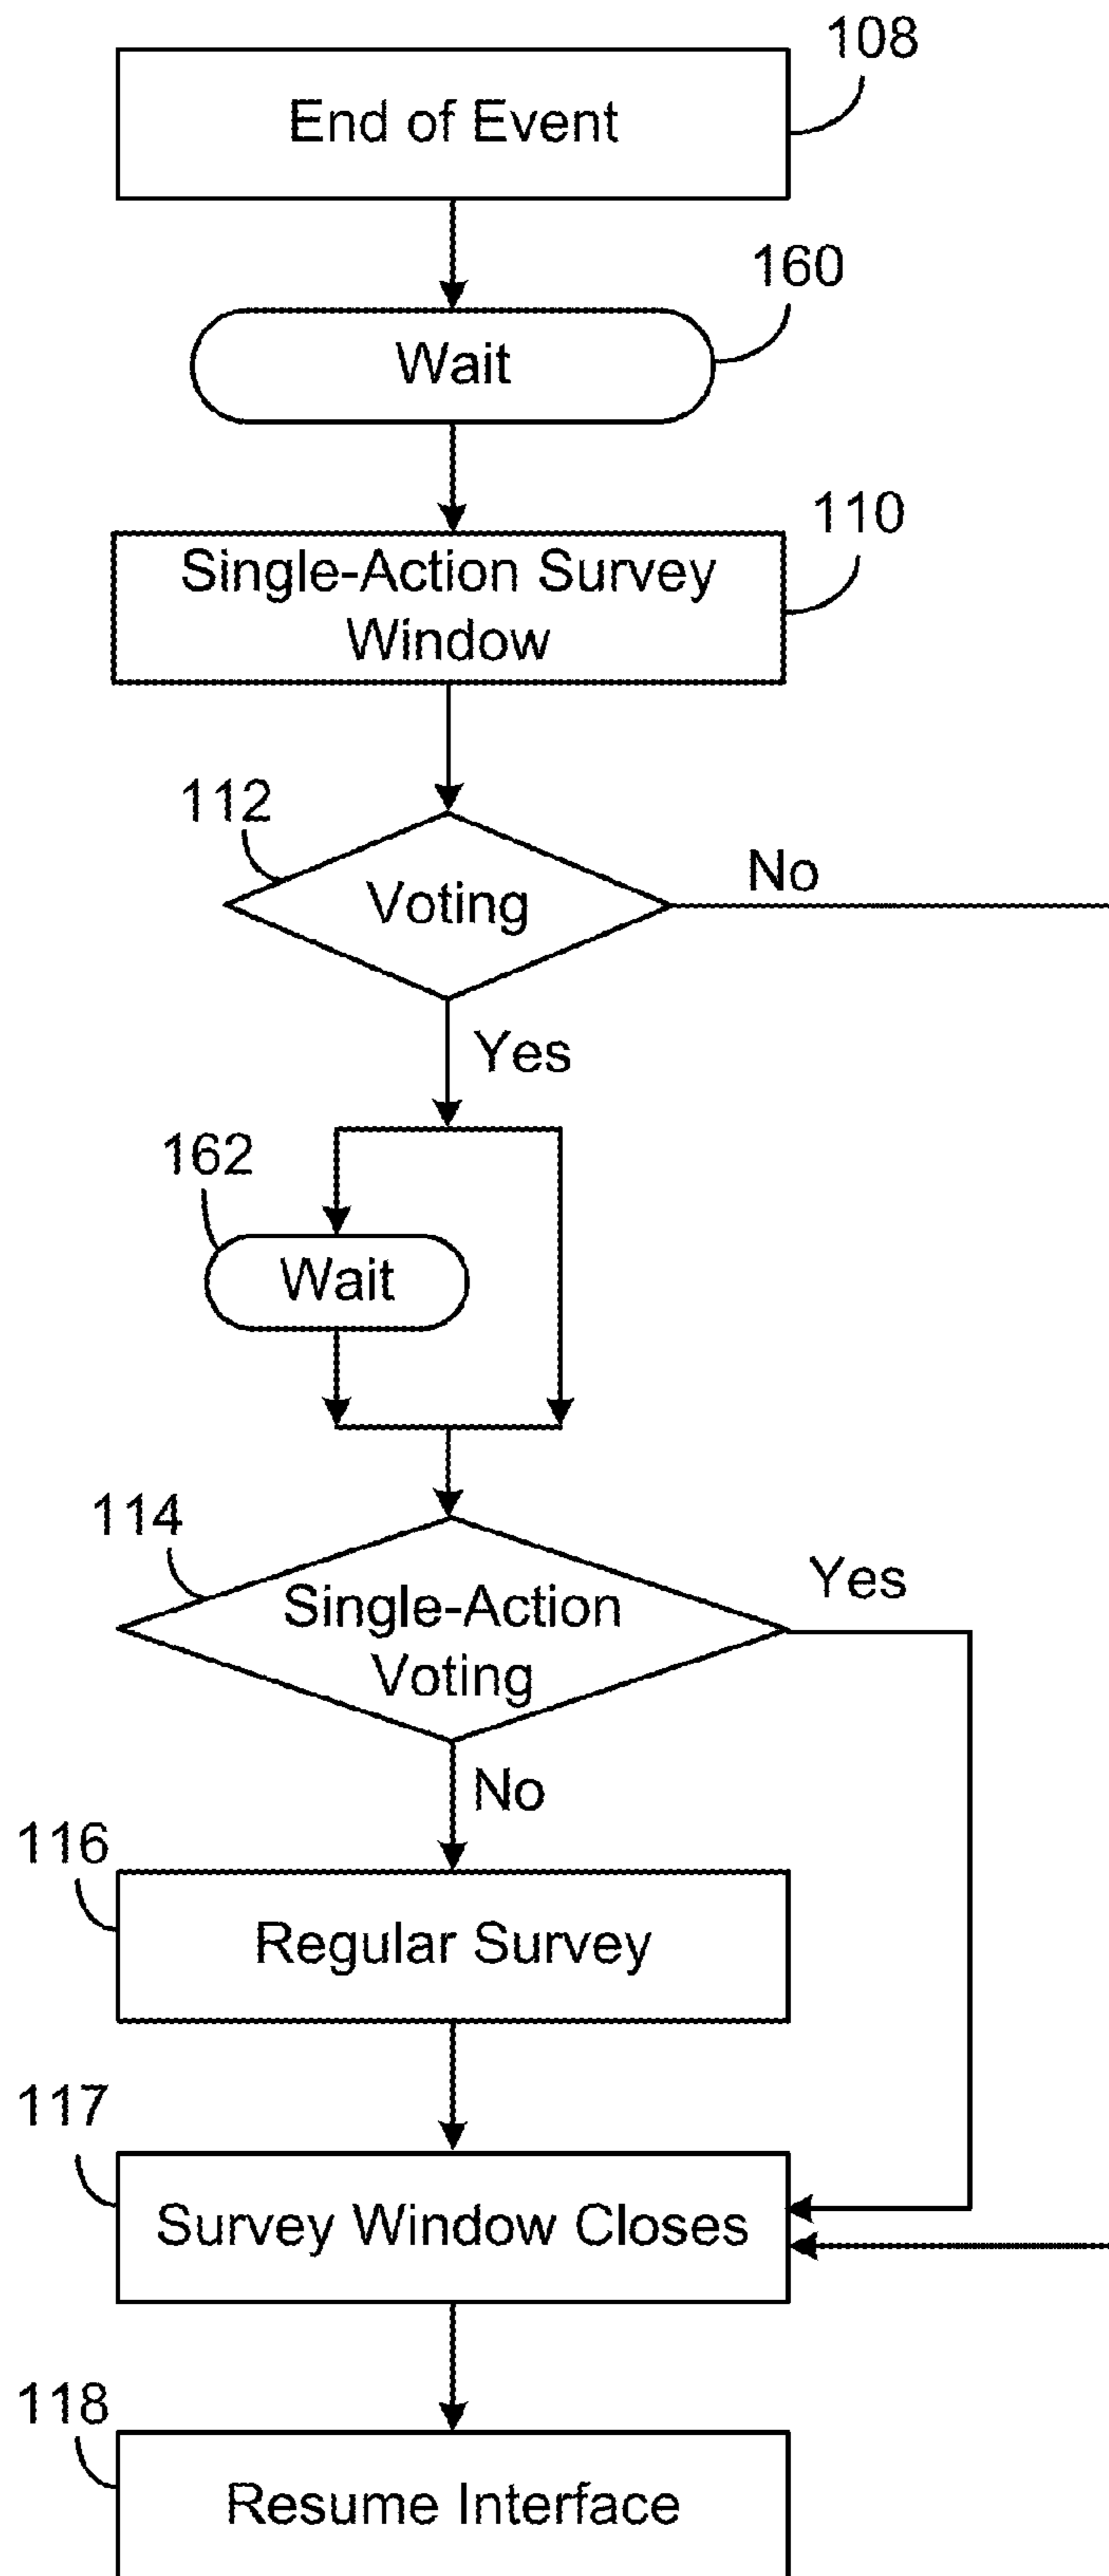 108
End of Event
160
Wait
110
Single-Action Survey
Window
112
Voting
No
Yes
162
Wait
114
Single-Action
Voting
Yes
No
116
Regular Survey
117
Survey Window Closes
118
Resume Interface